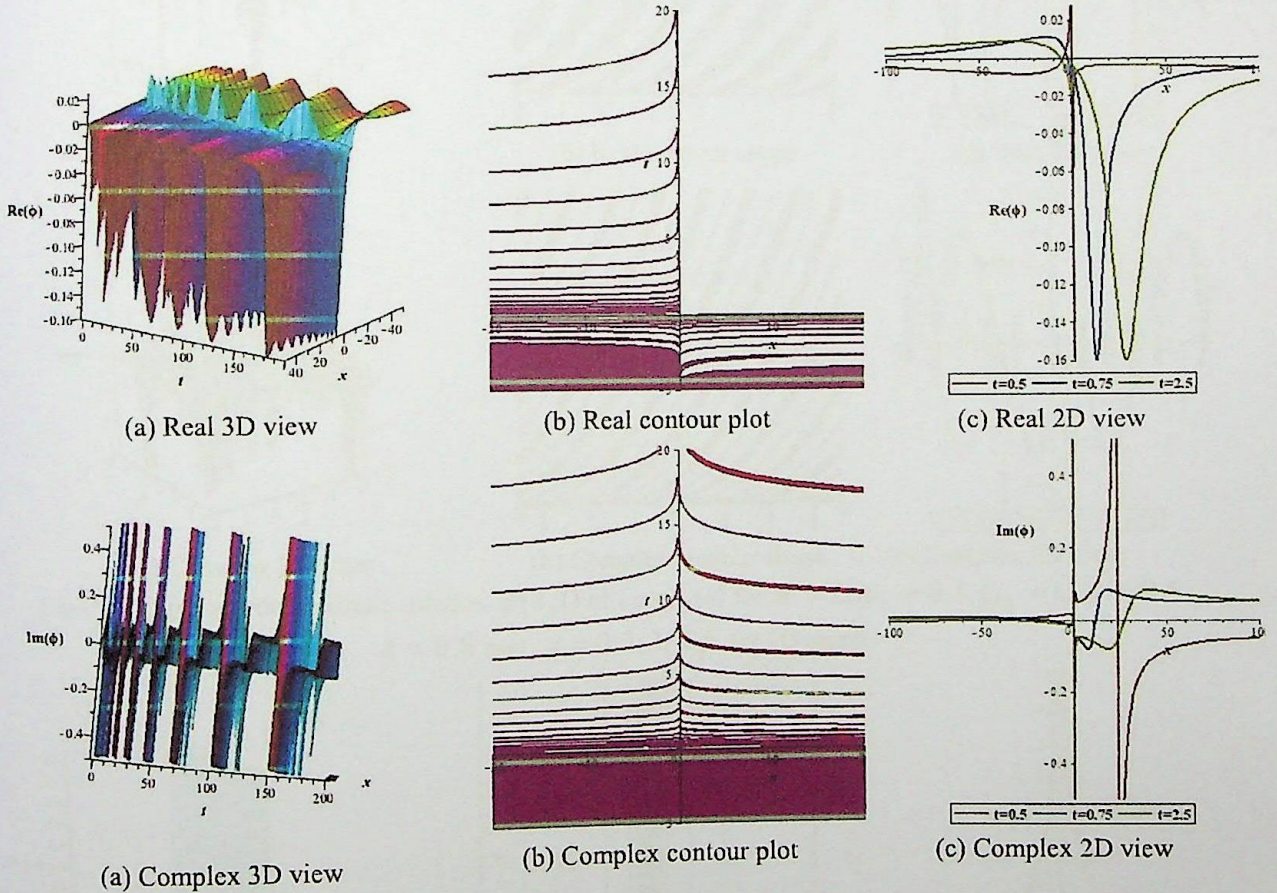 0.02
0
-0.02
-0.04
-0.06
Re(ϕ)
-0.08
-0.10
-0.12
-0.14
-0.16
0
50
100
150
t
40
20
0
-20
-40
x
(a) Real 3D view
20
15
t 10
5
x
(b) Real contour plot
0.02
-100
-50
50
x
-0.02
-0.04
-0.06
Re(ϕ) -0.08
-0.10
-0.12
-0.14
-0.16
t=0.5 t=0.75 t=2.5
(c) Real 2D view
0.4
0.2
Im(ϕ) 0
-0.2
-0.4
0
50
100
150
200
t
x
(a) Complex 3D view
20
15
t 10
5
(b) Complex contour plot
0.4
Im(ϕ)
0.2
-100
-50
0
50
100
x
-0.2
-0.4
t=0.5 t=0.75 t=2.5
(c) Complex 2D view